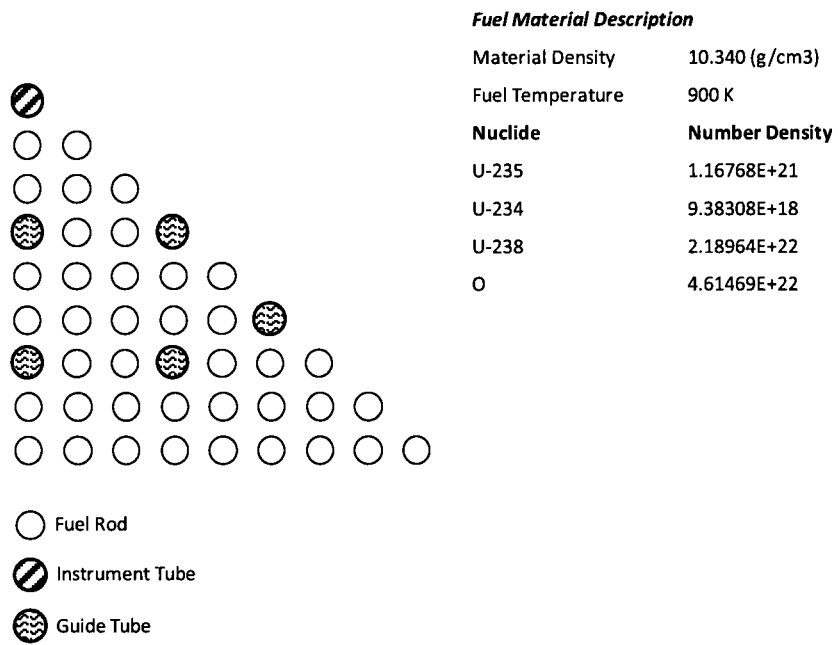 Fuel Material Description
Material Density 10.340 (g/cm3)
Fuel Temperature 900 K
Nuclide Number Density
U-235 1.16768E+21
U-234 9.38308E+18
U-238 2.18964E+22
O 4.61469E+22
Fuel Rod
Instrument Tube
Guide Tube